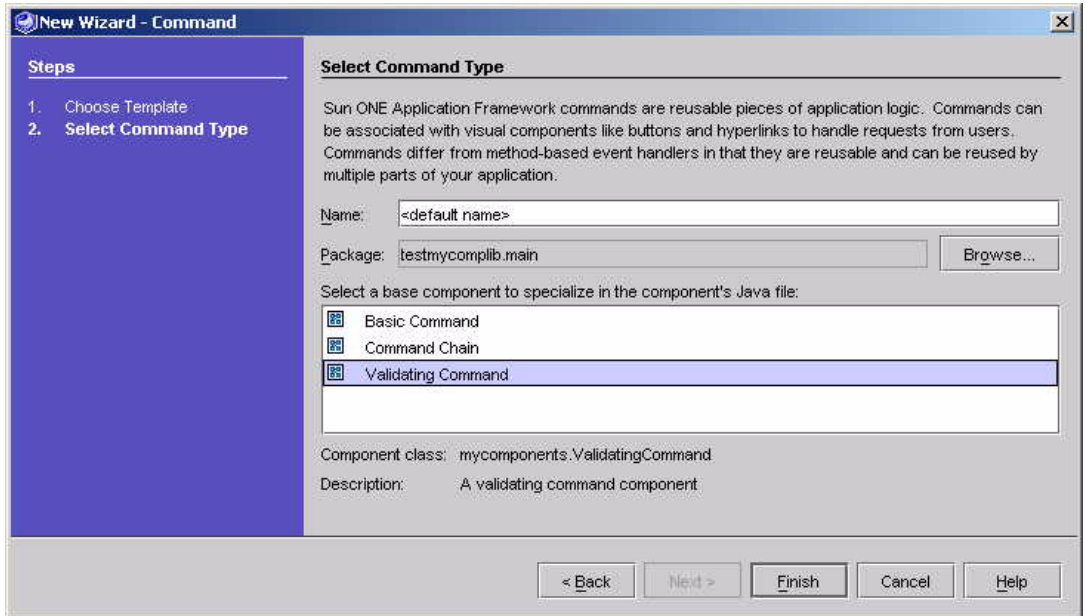 New Wizard - Command
Steps
1. Choose Template
2. Select Command Type
Select Command Type
Sun ONE Application Framework commands are reusable pieces of application logic. Commands can
be associated with visual components like buttons and hyperlinks to handle requests from users.
Commands differ from method-based event handlers in that they are reusable and can be reused by
multiple parts of your application.
Name: <default name>
Package: testmycomplib.main Browse...
Select a base component to specialize in the component's Java file:
Basic Command
Command Chain
Validating Command
Component class: mycomponents.ValidatingCommand
Description: A validating command component
< Back Next > Finish Cancel Help